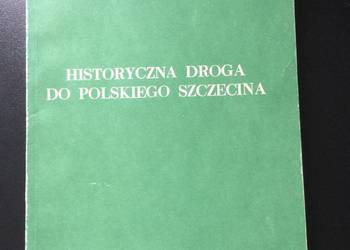 HISTORYCZNA DROGA
DO POLSKIEGO SZCZECINA